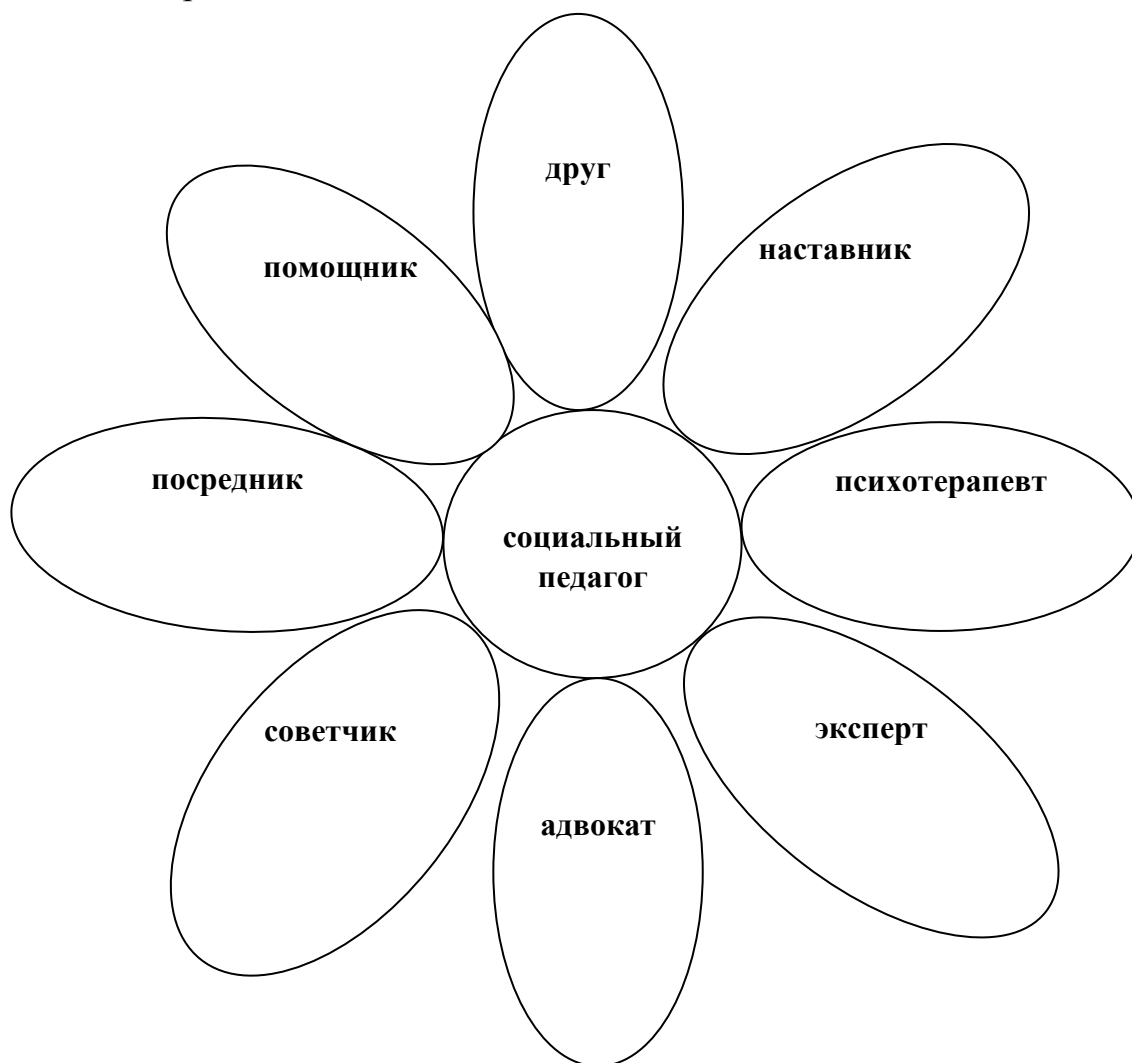 друг
наставник
помощник
посредник
психотерапевт
социальный
педагог
советчик
эксперт
адвокат